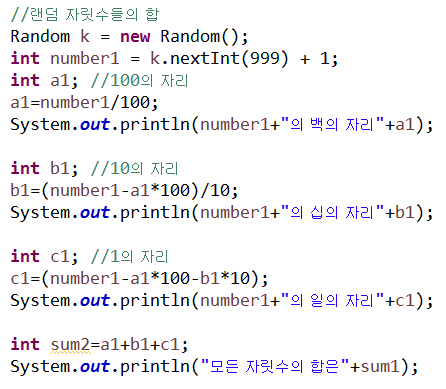 //랜덤 자릿수들의 합
Random k = new Random();
int number1 = k.nextInt(999) + 1;
int a1; //100의 자리
a1=number1/100;
System.out.println(number1+"의 백의 자리"+a1);
int b1; //10의 자리
b1=(number1-a1*100)/10;
System.out.println(number1+"의 십의 자리"+b1);
int c1; //1의 자리
c1=(number1-a1*100-b1*10);
System.out.println(number1+"의 일의 자리"+c1);
int sum2=a1+b1+c1;
System.out.println("모든 자릿수의 합은"+sum1);